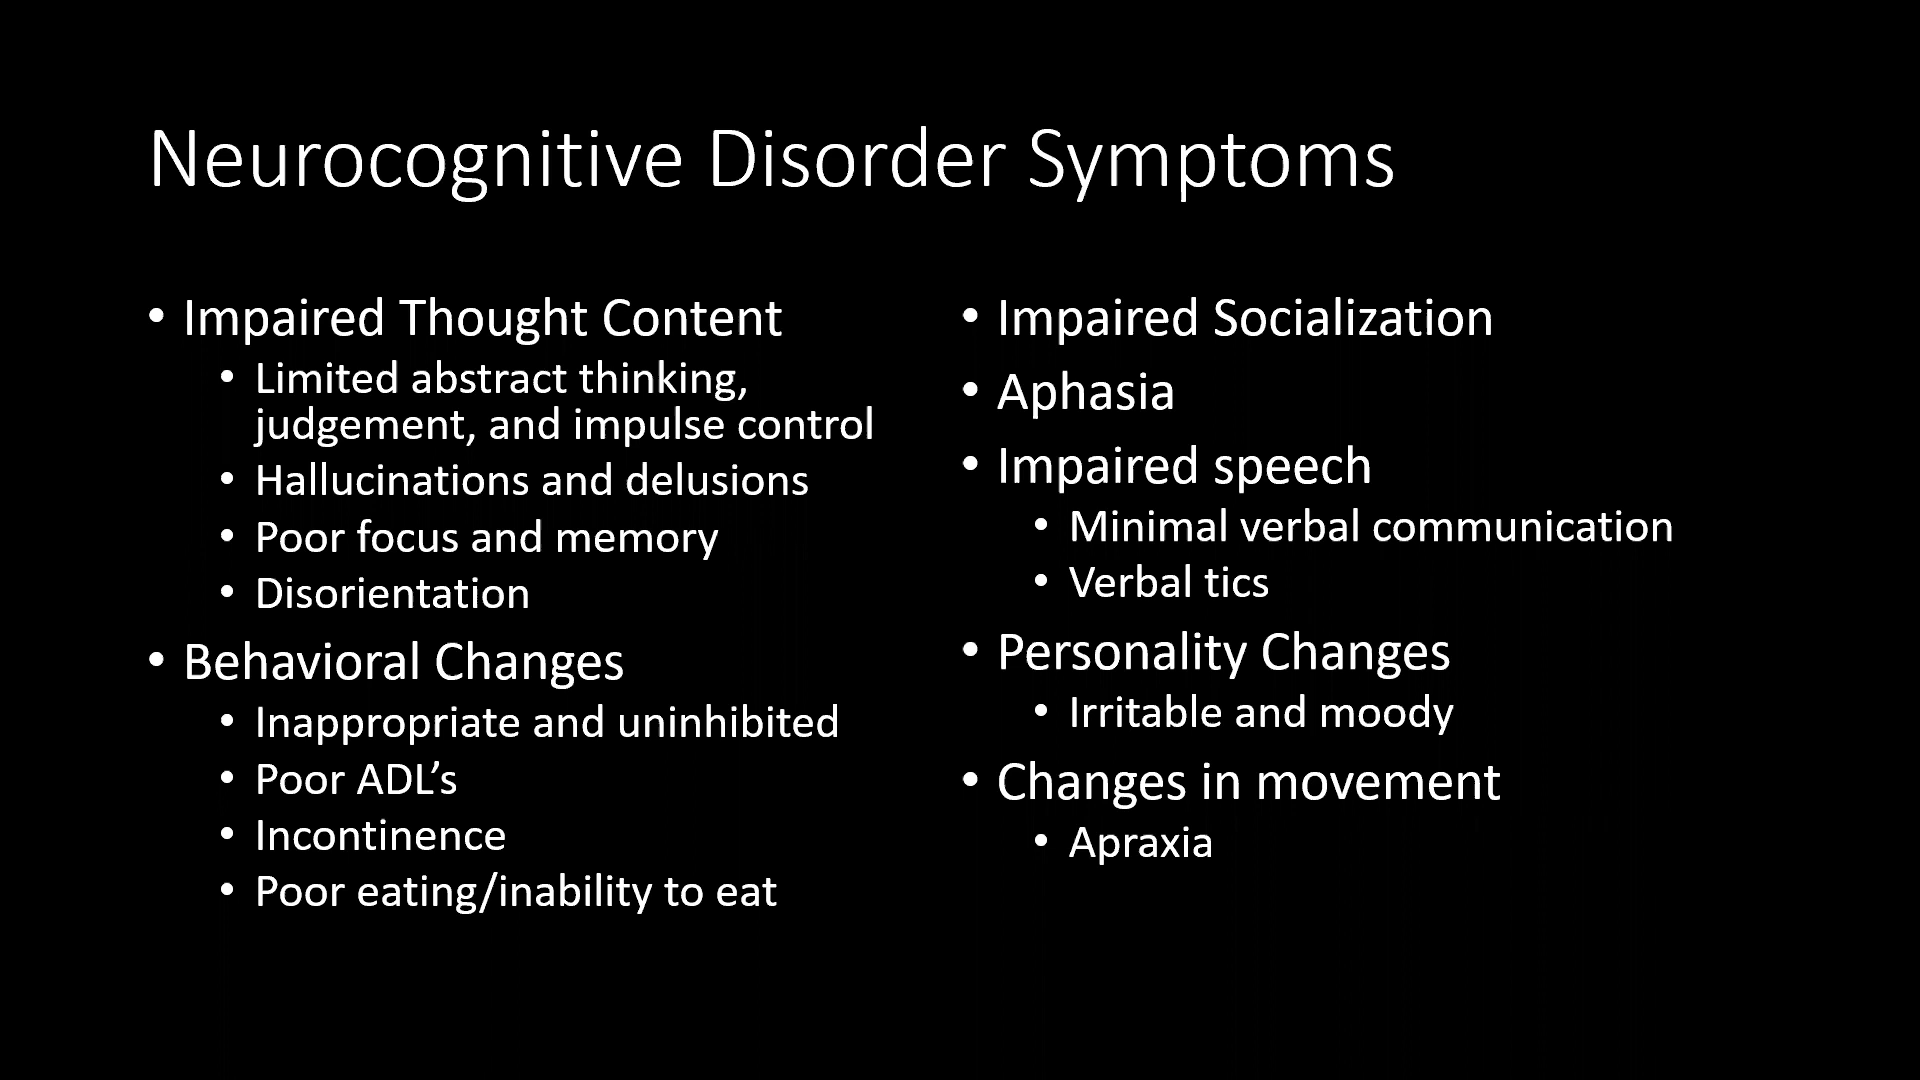 Neurocognitive Disorder Symptoms
• Impaired Thought Content
• Limited abstract thinking,
judgement, and impulse control
• Hallucinations and delusions
• Poor focus and memory
• Disorientation
• Behavioral Changes
• Inappropriate and uninhibited
• Poor ADL’s
• Incontinence
• Poor eating/inability to eat
• Impaired Socialization
• Aphasia
• Impaired speech
• Minimal verbal communication
• Verbal tics
• Personality Changes
• Irritable and moody
• Changes in movement
• Apraxia